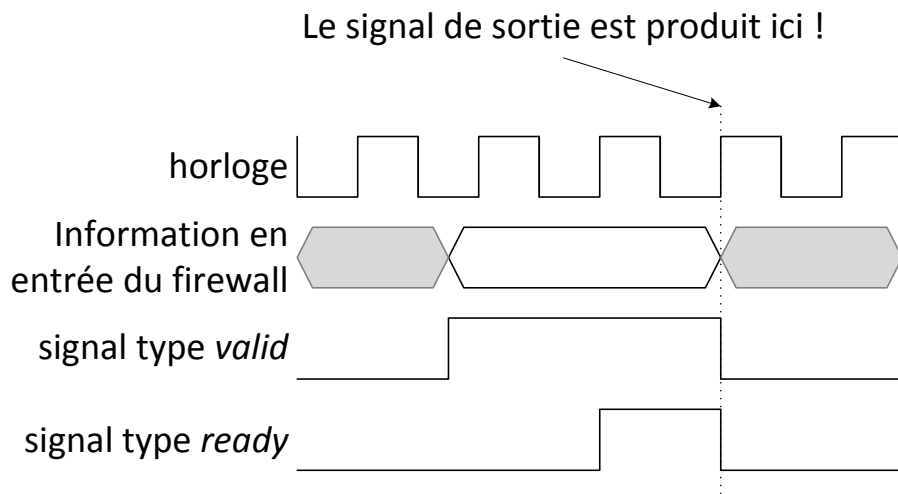 Le signal de sortie est produit ici !
horloge
Information en
entrée du firewall
signal type valid
signal type ready